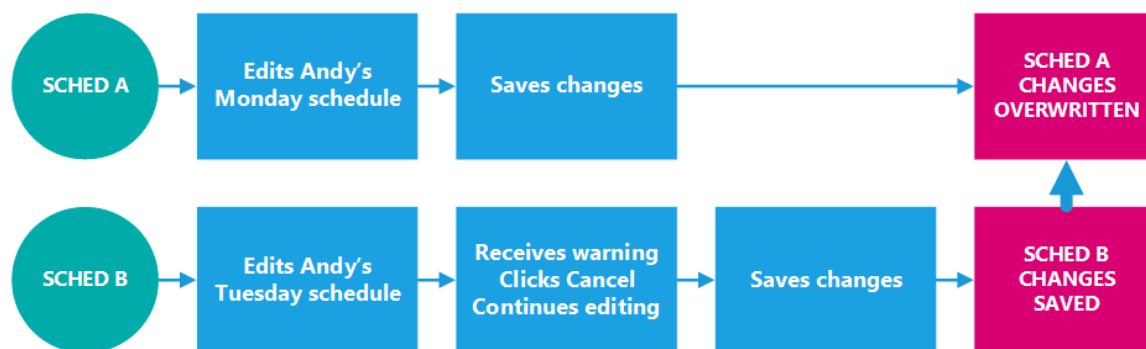 SCHED A
Edits Andy's
Monday schedule
Saves changes
SCHED A
CHANGES
OVERWRITTEN
SCHED B
Edits Andy's
Tuesday schedule
Receives warning
Clicks Cancel
Continues editing
Saves changes
SCHED B
CHANGES
SAVED